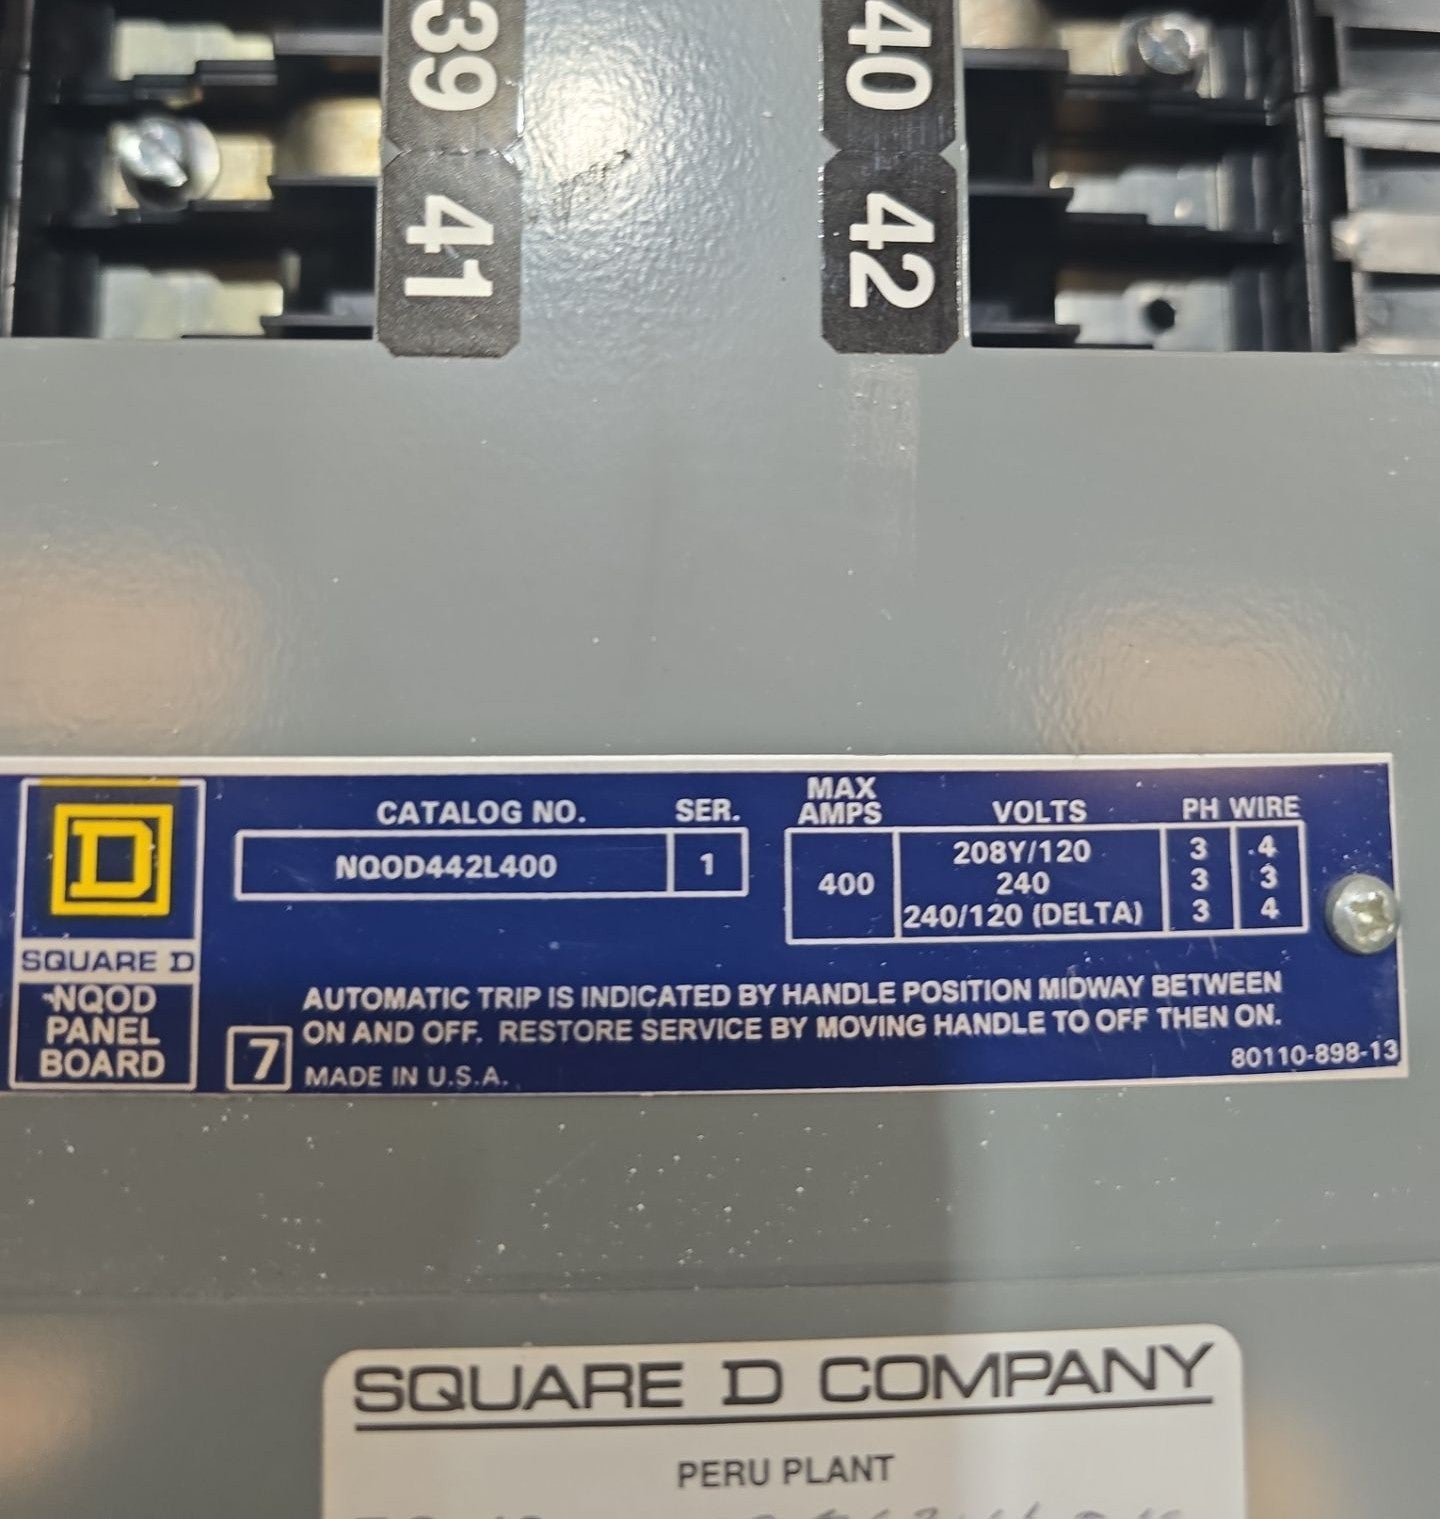 39 40
41 42
CATALOG NO. SER. MAX AMPS VOLTS PH WIRE
NQOD442L400 1 400
208Y/120 3 4
240 3 3
240/120 (DELTA) 3 4
D
SQUARE D
NQOD
PANEL
BOARD
AUTOMATIC TRIP IS INDICATED BY HANDLE POSITION MIDWAY BETWEEN
ON AND OFF. RESTORE SERVICE BY MOVING HANDLE TO OFF THEN ON.
7 MADE IN U.S.A.
80110-898-13
SQUARE D COMPANY
PERU PLANT